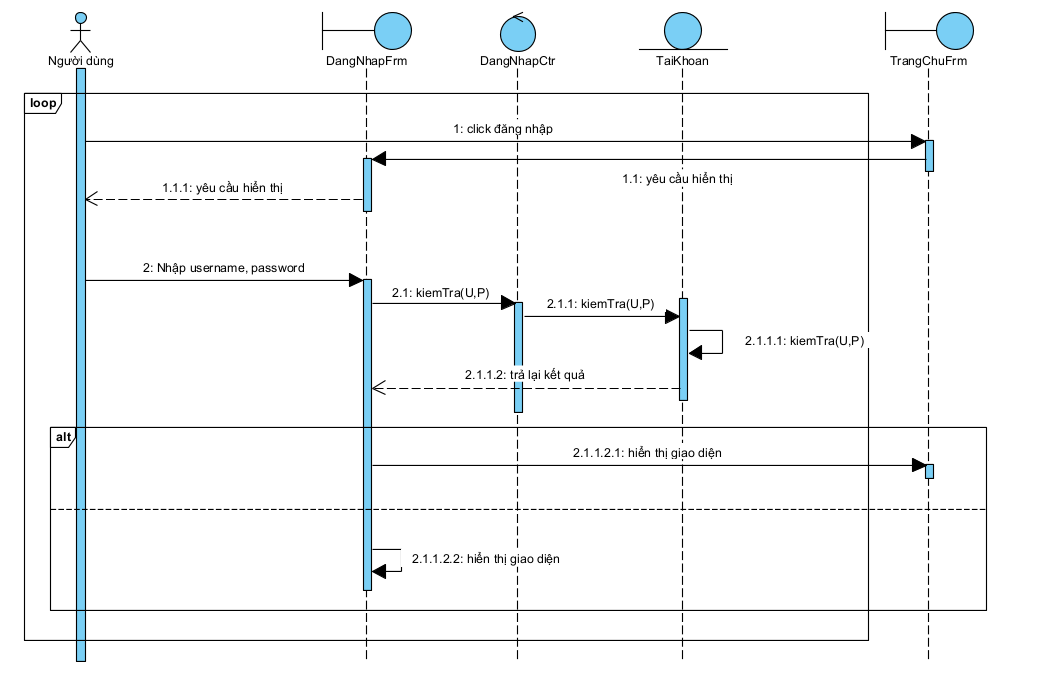 Người dùng
DangNhapFrm
DangNhapCtr
TaiKhoan
TrangChuFrm
loop
1: click đăng nhập
1.1: yêu cầu hiển thị
1.1.1: yêu cầu hiển thị
2: Nhập username, password
2.1: kiemTra(U,P)
2.1.1: kiemTra(U,P)
2.1.1.1: kiemTra(U,P)
2.1.1.2: trả lại kết quả
alt
2.1.1.2.1: hiển thị giao diện
2.1.1.2.2: hiển thị giao diện